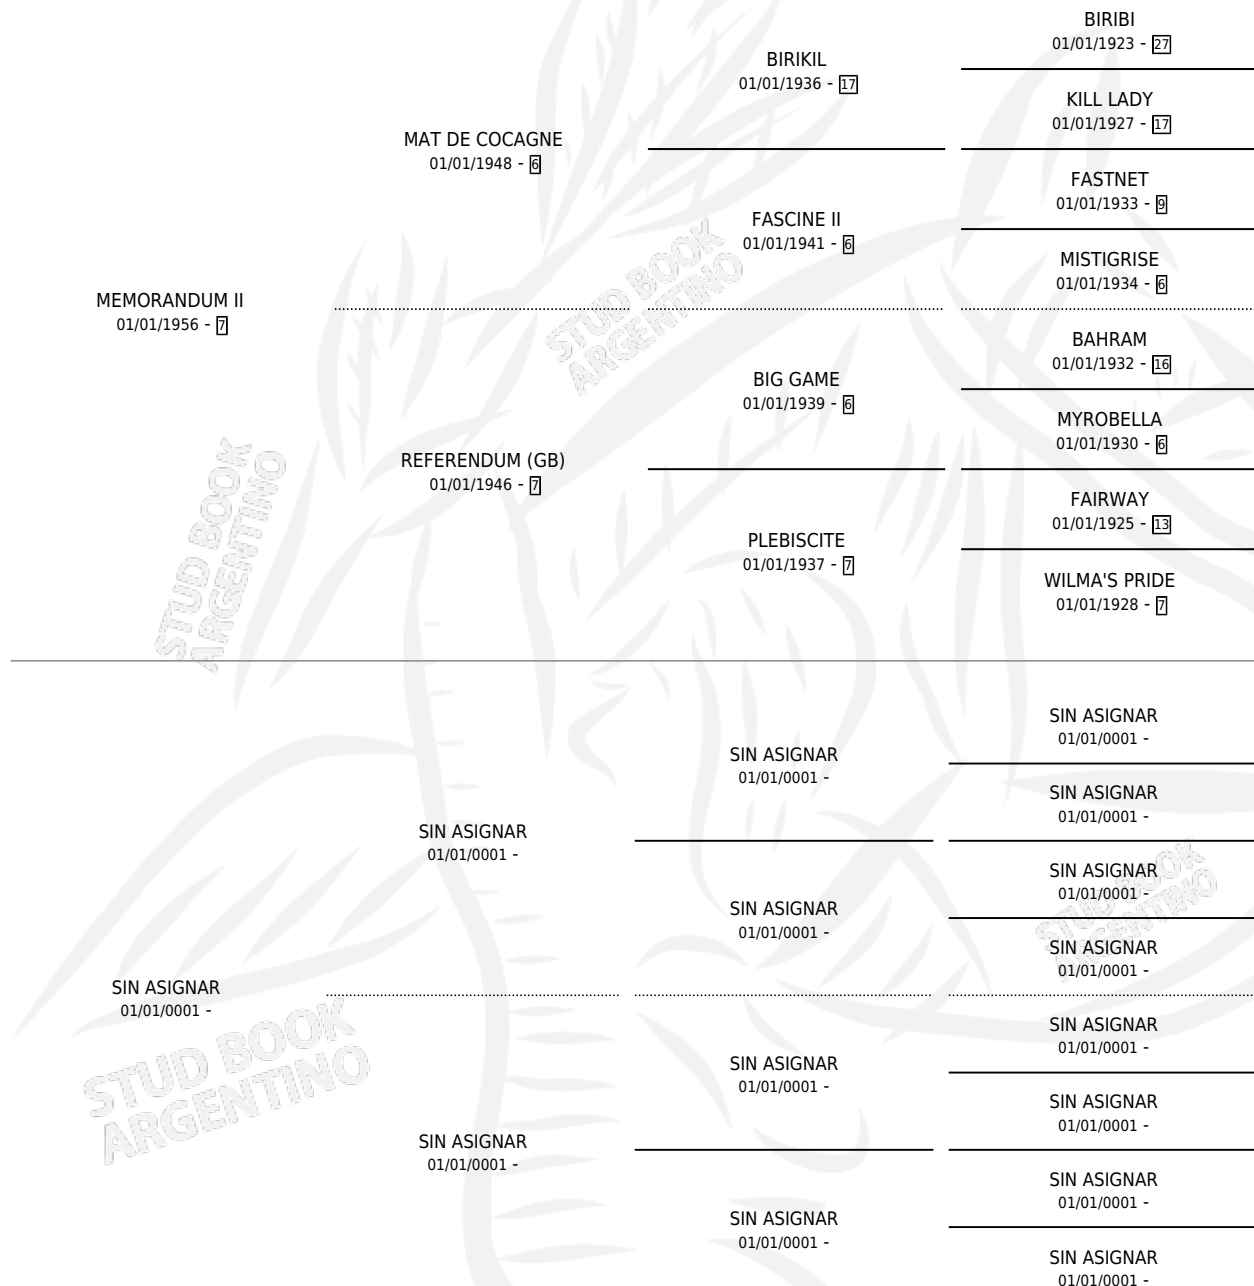 BIRIBI
01/01/1923 - 27
BIRIKIL
01/01/1936 - 17
KILL LADY
01/01/1927 - 17
MAT DE COCAGNE
01/01/1948 - 6
FASTNET
01/01/1933 - 9
FASCINE II
01/01/1941 - 6
MISTIGRISE
01/01/1934 - 6
MEMORANDUM II
01/01/1956 - 7
STUD BOOK
ARGENTINO
BAHRAM
01/01/1932 - 16
BIG GAME
01/01/1939 - 6
MYROBELLA
01/01/1930 - 6
REFERENDUM (GB)
01/01/1946 - 7
FAIRWAY
01/01/1925 - 13
PLEBISCITE
01/01/1937 - 7
WILMA'S PRIDE
01/01/1928 - 7
STUD BOOK
ARGENTINO
SIN ASIGNAR
01/01/0001 -
SIN ASIGNAR
01/01/0001 -
SIN ASIGNAR
01/01/0001 -
SIN ASIGNAR
01/01/0001 -
SIN ASIGNAR
01/01/0001 -
SIN ASIGNAR
01/01/0001 -
SIN ASIGNAR
01/01/0001 -
STUD BOOK
ARGENTINO
SIN ASIGNAR
01/01/0001 -
STUD BOOK
ARGENTINO
SIN ASIGNAR
01/01/0001 -
SIN ASIGNAR
01/01/0001 -
SIN ASIGNAR
01/01/0001 -
SIN ASIGNAR
01/01/0001 -
SIN ASIGNAR
01/01/0001 -
SIN ASIGNAR
01/01/0001 -
SIN ASIGNAR
01/01/0001 -